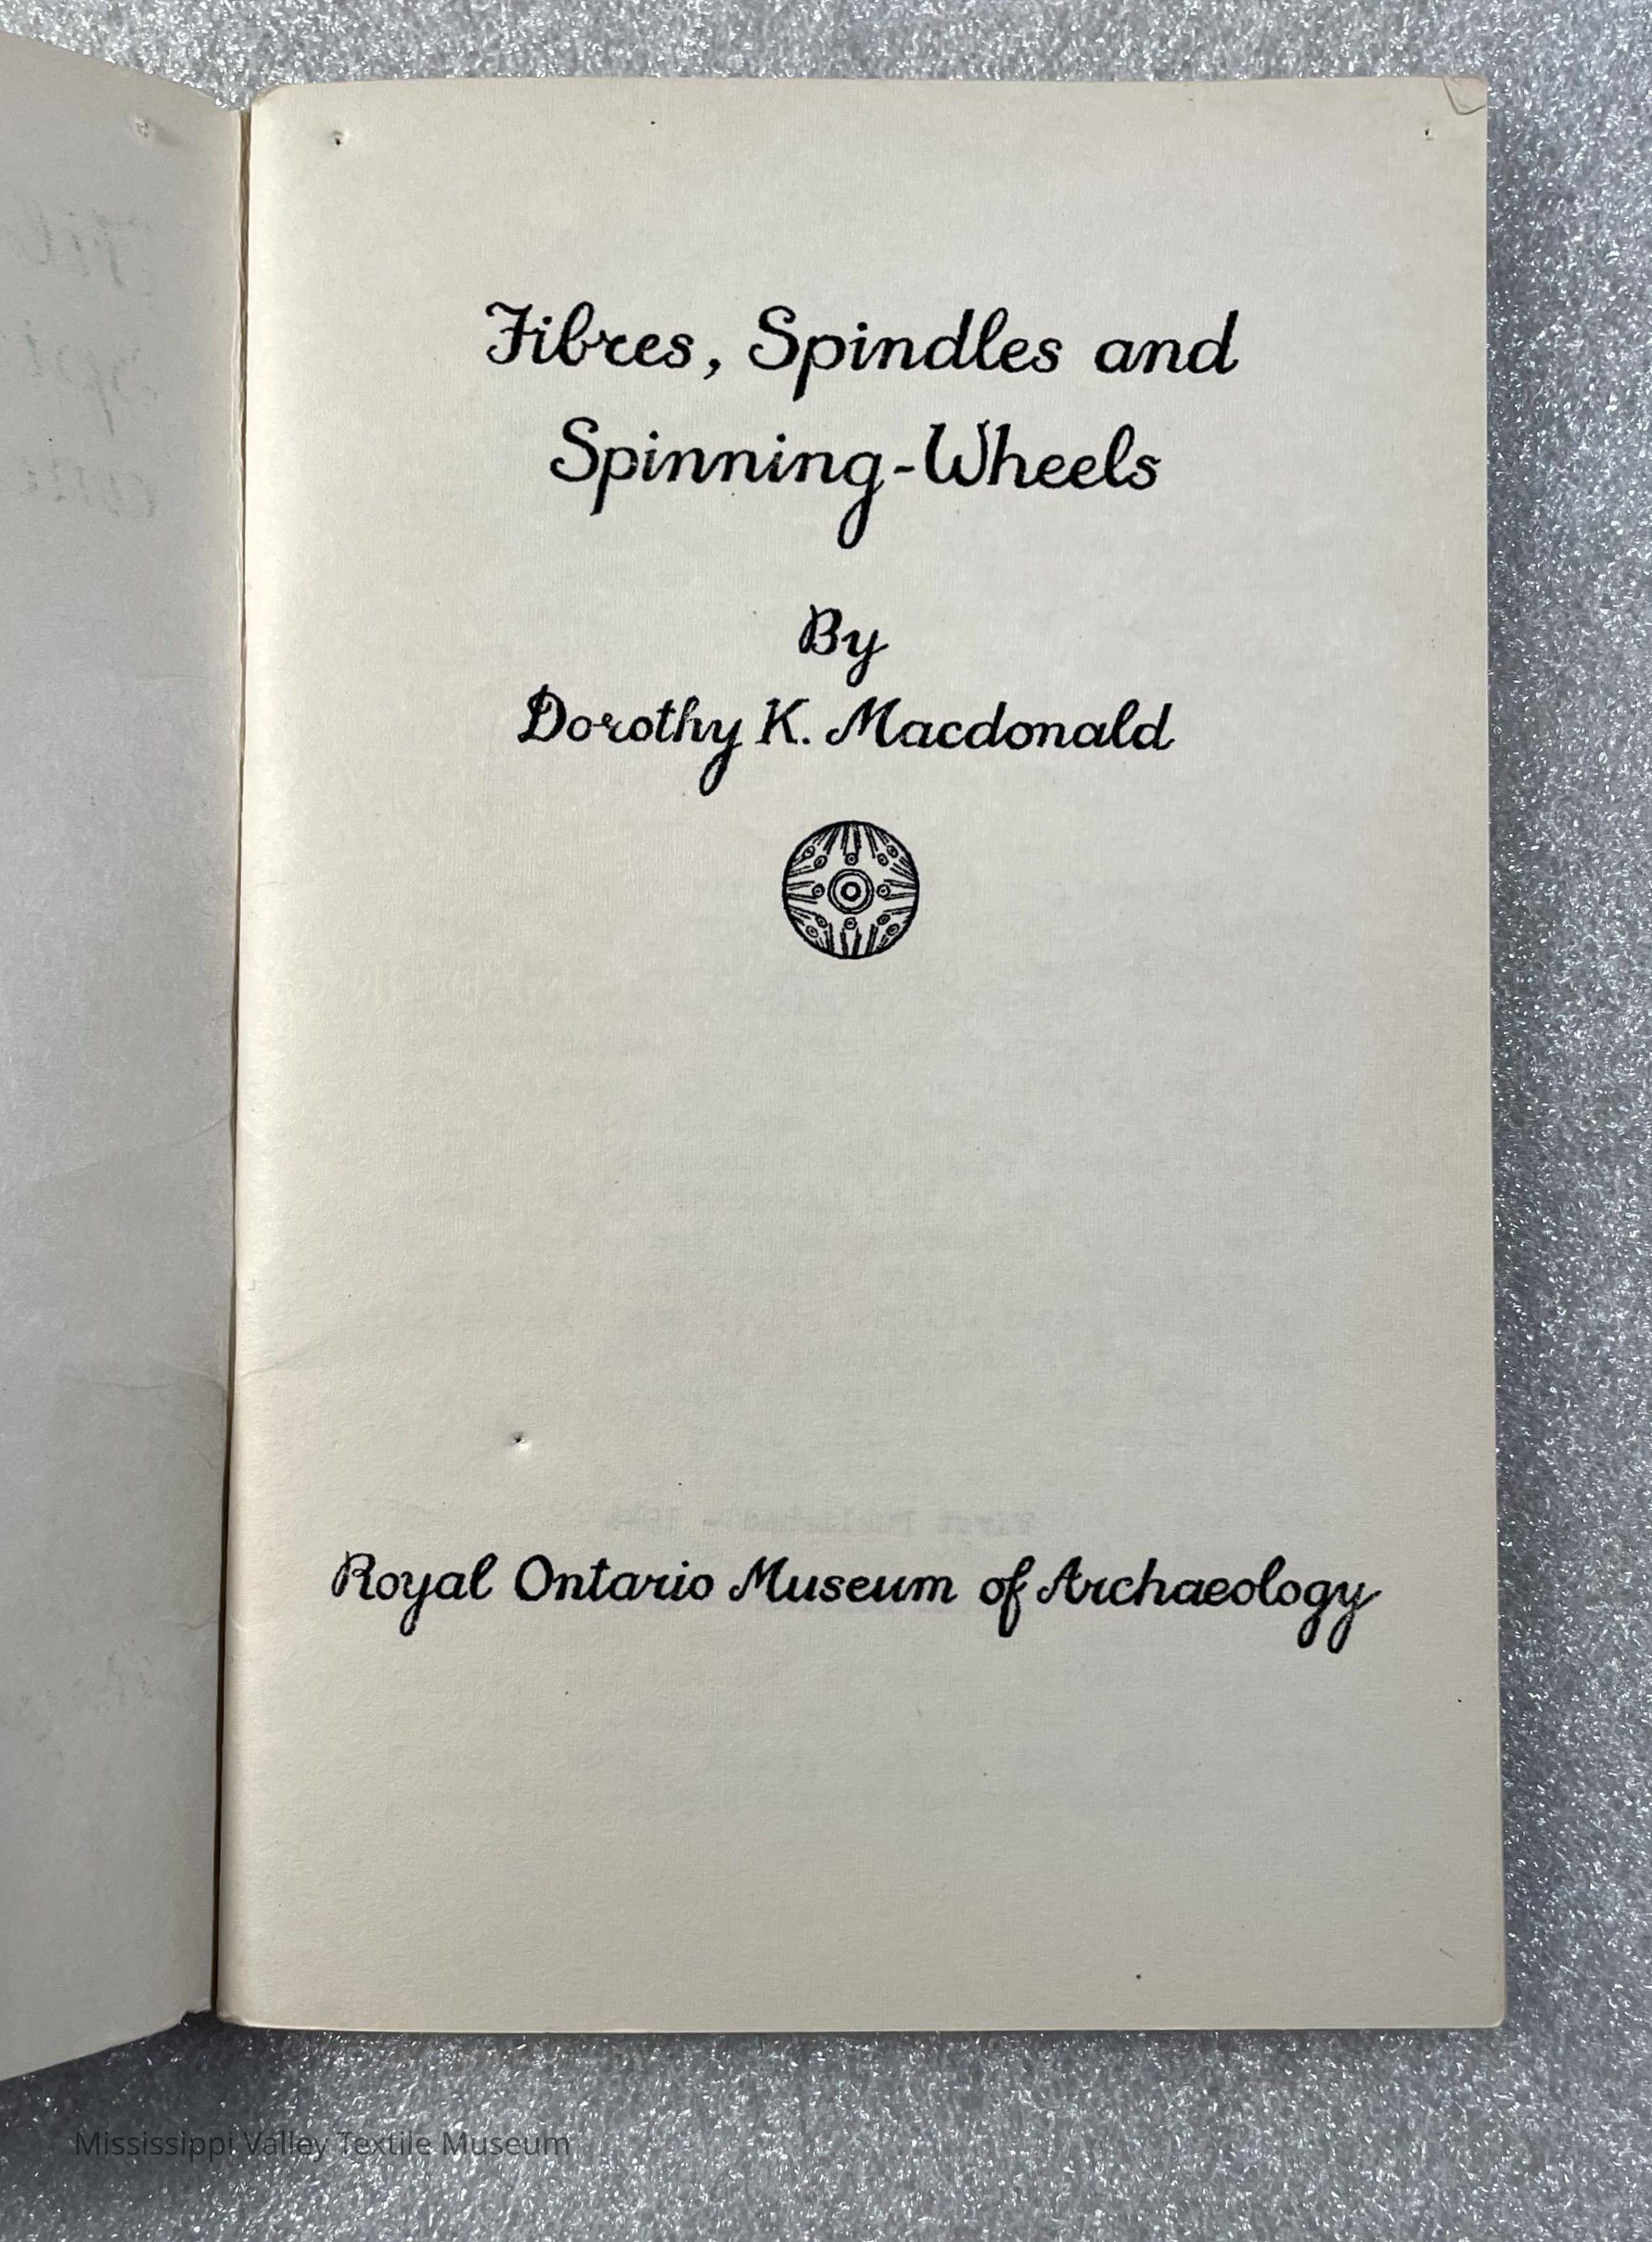 Fibres, Spindles and
Spinning-Wheels
By
Dorothy K. Macdonald
Royal Ontario Museum of Archaeology
Mississippi Valley Textile Museum